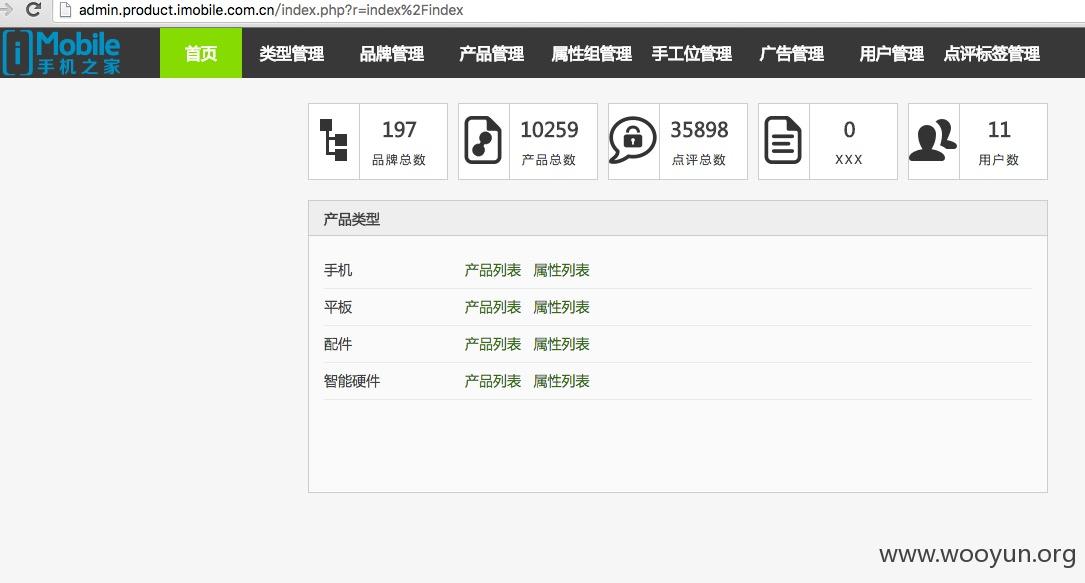 admin.product.imobile.com.cn/index.php?r=index%2Findex
[i] Mobile
手机之家
首页 类型管理 品牌管理 产品管理 属性组管理 手工位管理 广告管理 用户管理 点评标签管理
197 10259 35898 0 11
品牌总数 产品总数 点评总数 XXX 用户数
产品类型
手机 产品列表 属性列表
平板 产品列表 属性列表
配件 产品列表 属性列表
智能硬件 产品列表 属性列表
www.wooyun.org